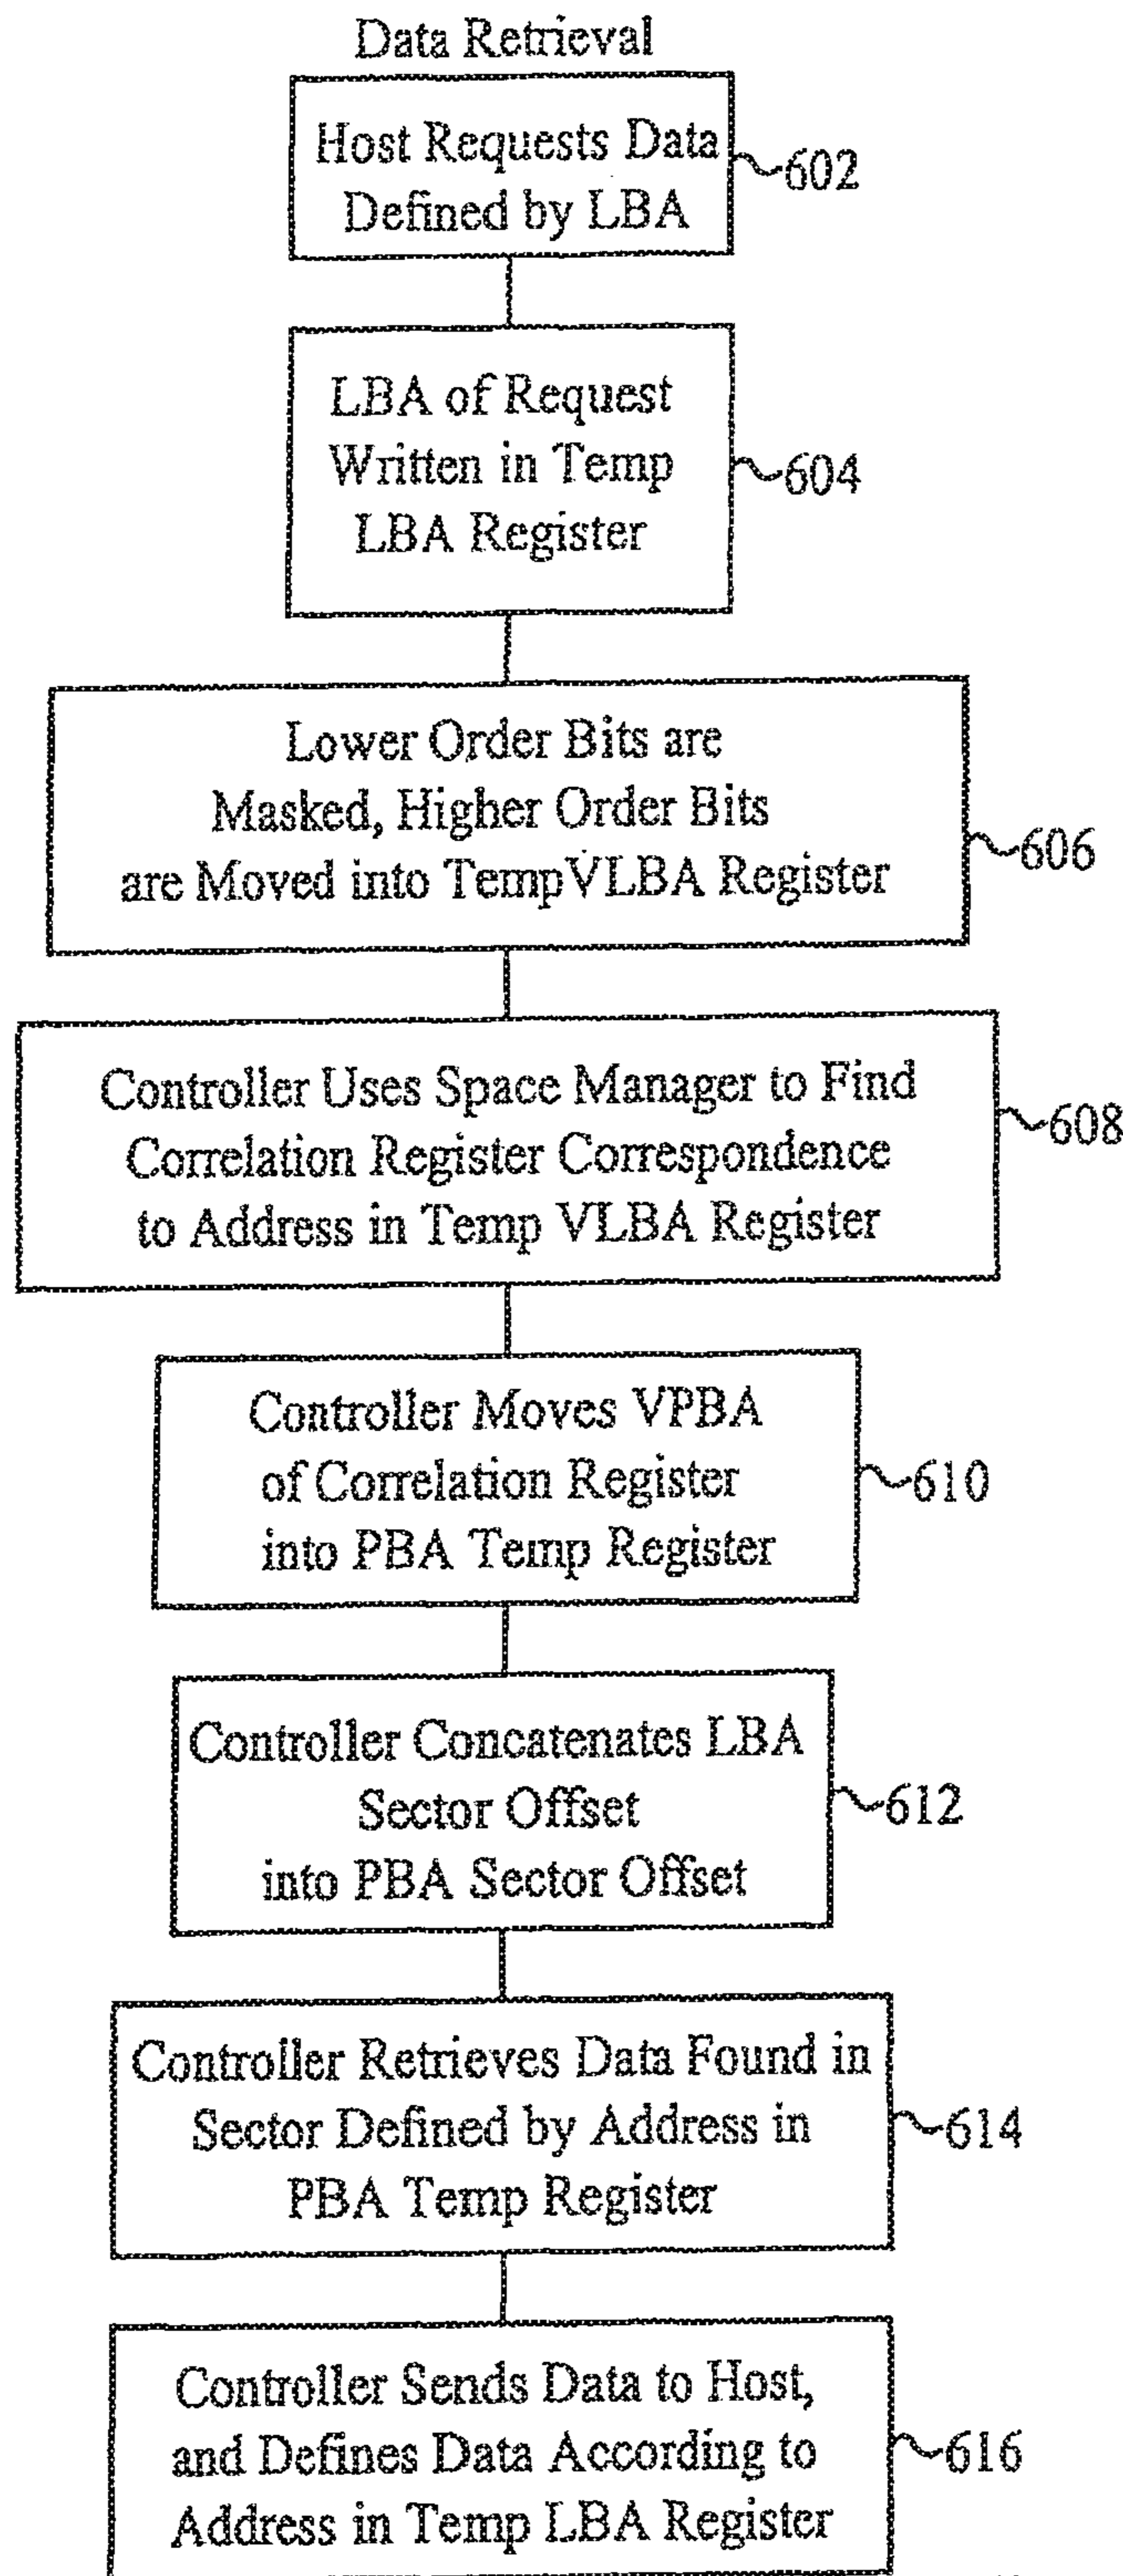 Data Retrieval
Host Requests Data
Defined by LBA
602
LBA of Request
Written in Temp
LBA Register
604
Lower Order Bits are
Masked, Higher Order Bits
are Moved into TempVLBA Register
606
Controller Uses Space Manager to Find
Correlation Register Correspondence
to Address in Temp VLBA Register
608
Controller Moves VPBA
of Correlation Register
into PBA Temp Register
610
Controller Concatenates LBA
Sector Offset
into PBA Sector Offset
612
Controller Retrieves Data Found in
Sector Defined by Address in
PBA Temp Register
614
Controller Sends Data to Host,
and Defines Data According to
Address in Temp LBA Register
616